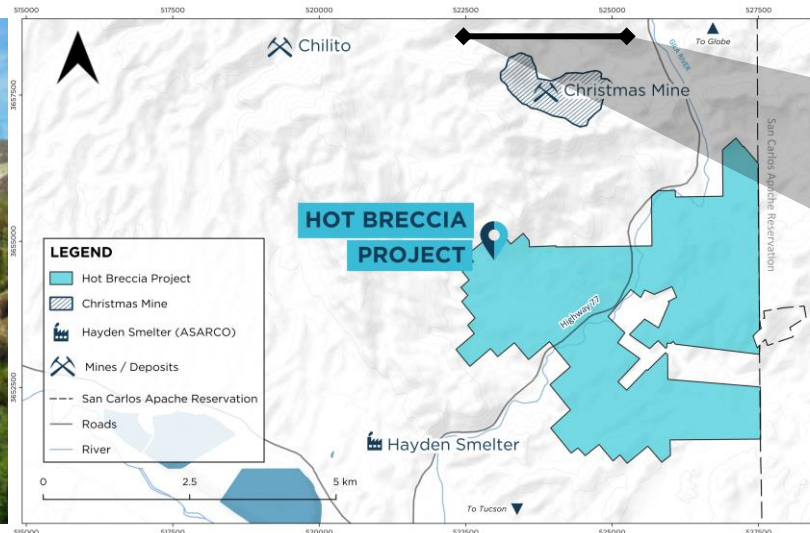 515000 517500 520000 522500 525000 527500
To Globe
Chilito
GILA RIVER
Christmas Mine
3657500
San Carlos Apache Reservation
HOT BRECCIA
PROJECT
3655000
LEGEND
Hot Breccia Project
Christmas Mine
Hayden Smelter (ASARCO)
Mines / Deposits
San Carlos Apache Reservation
Roads
River
Highway 77
3652500
Hayden Smelter
0 2.5 5 km
To Tucson
515000 517500 520000 522500 525000 527500